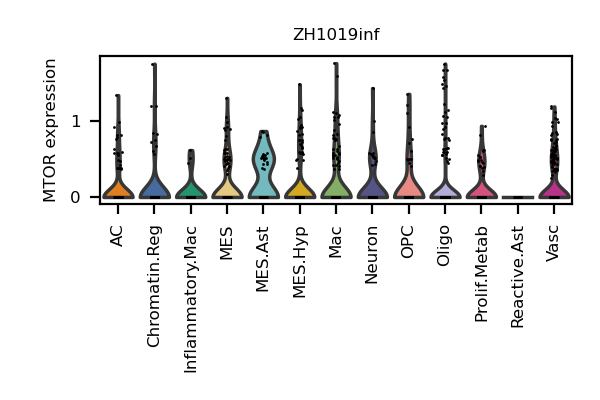 ZH1019inf
MTOR expression
1
0
AC
Chromatin.Reg
Inflammatory.Mac
MES
MES.Ast
MES.Hyp
Mac
Neuron
OPC
Oligo
Prolif.Metab
Reactive.Ast
Vasc